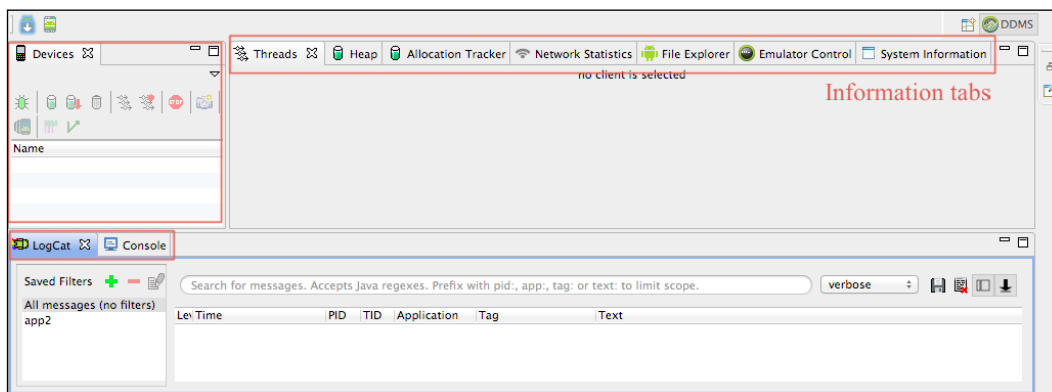 DDMS
Devices
Threads Heap Allocation Tracker Network Statistics File Explorer Emulator Control System Information
no client is selected
Information tabs
STOP
Name
LogCat Console
Saved Filters
Search for messages. Accepts Java regexes. Prefix with pid:, app:, tag: or text: to limit scope.
verbose
All messages (no filters)
app2
Lev Time PID TID Application Tag Text